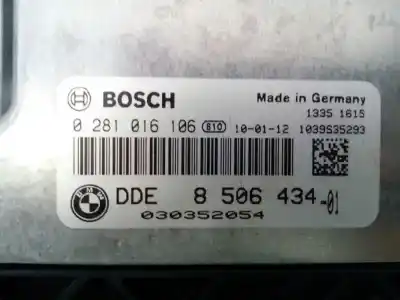 BOSCH
Made in Germany
1335 1615
0 281 016 106 810 10-01-12 1039S35293
DDE 8 506 434-01
030352054